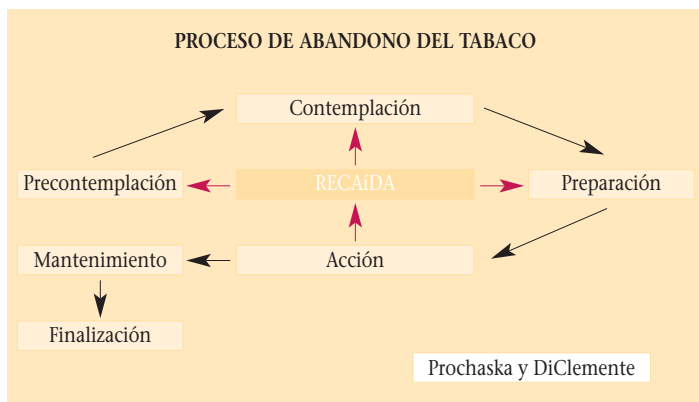 PROCESO DE ABANDONO DEL TABACO
Contemplación
Precontemplación
RECAíDA
Preparación
Mantenimiento
Acción
Finalización
Prochaska y DiClemente